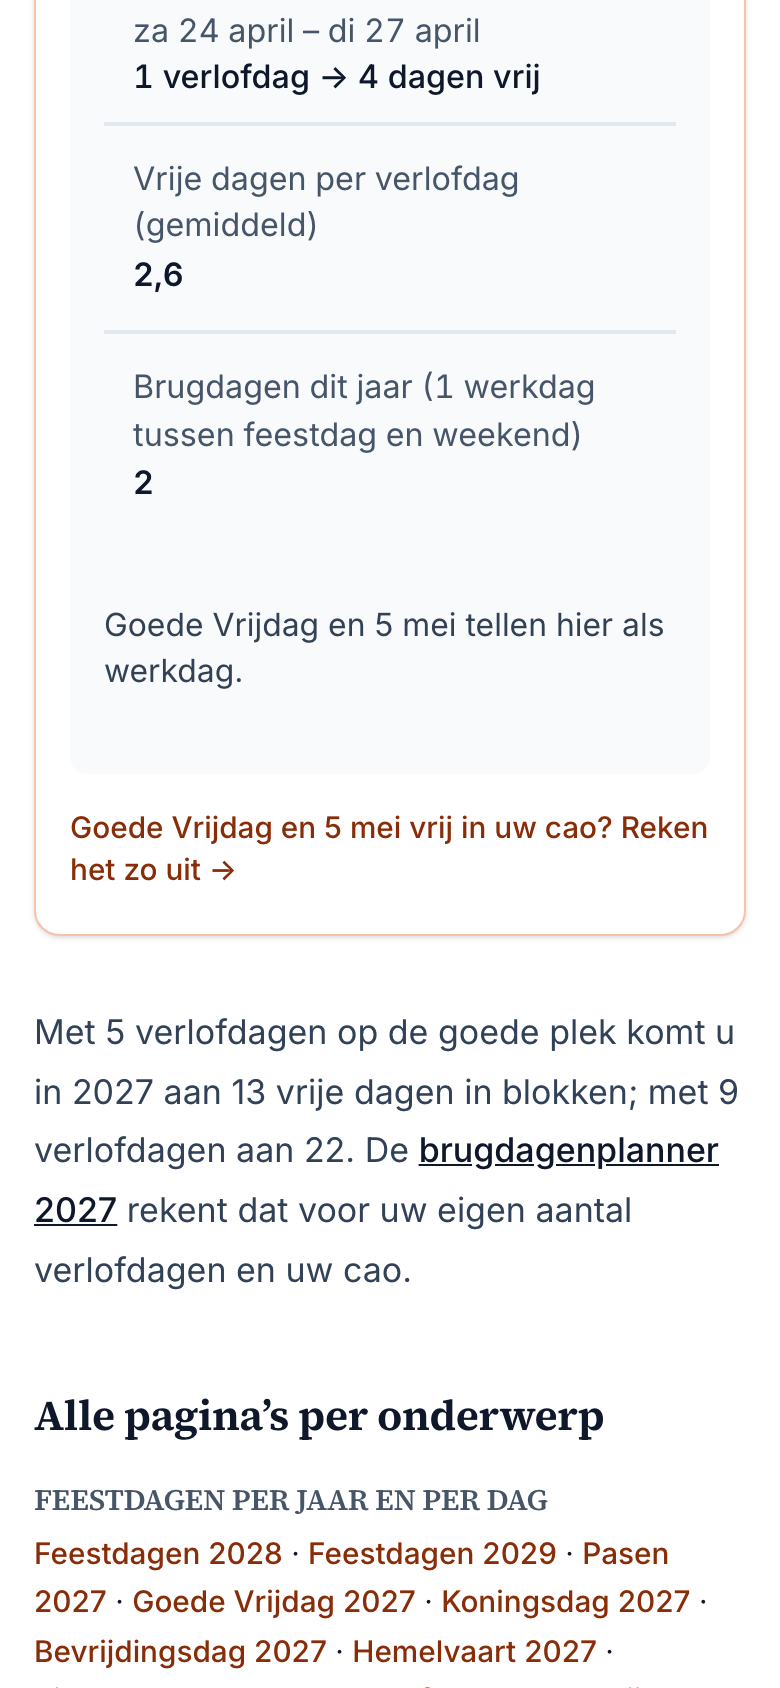 za 24 april – di 27 april
1 verlofdag → 4 dagen vrij
Vrije dagen per verlofdag
(gemiddeld)
2,6
Brugdagen dit jaar (1 werkdag
tussen feestdag en weekend)
2
Goede Vrijdag en 5 mei tellen hier als
werkdag.
Goede Vrijdag en 5 mei vrij in uw cao? Reken
het zo uit →
Met 5 verlofdagen op de goede plek komt u
in 2027 aan 13 vrije dagen in blokken; met 9
verlofdagen aan 22. De brugdagenplanner
2027 rekent dat voor uw eigen aantal
verlofdagen en uw cao.
Alle pagina’s per onderwerp
FEESTDAGEN PER JAAR EN PER DAG
Feestdagen 2028 · Feestdagen 2029 · Pasen
2027 · Goede Vrijdag 2027 · Koningsdag 2027 ·
Bevrijdingsdag 2027 · Hemelvaart 2027 ·